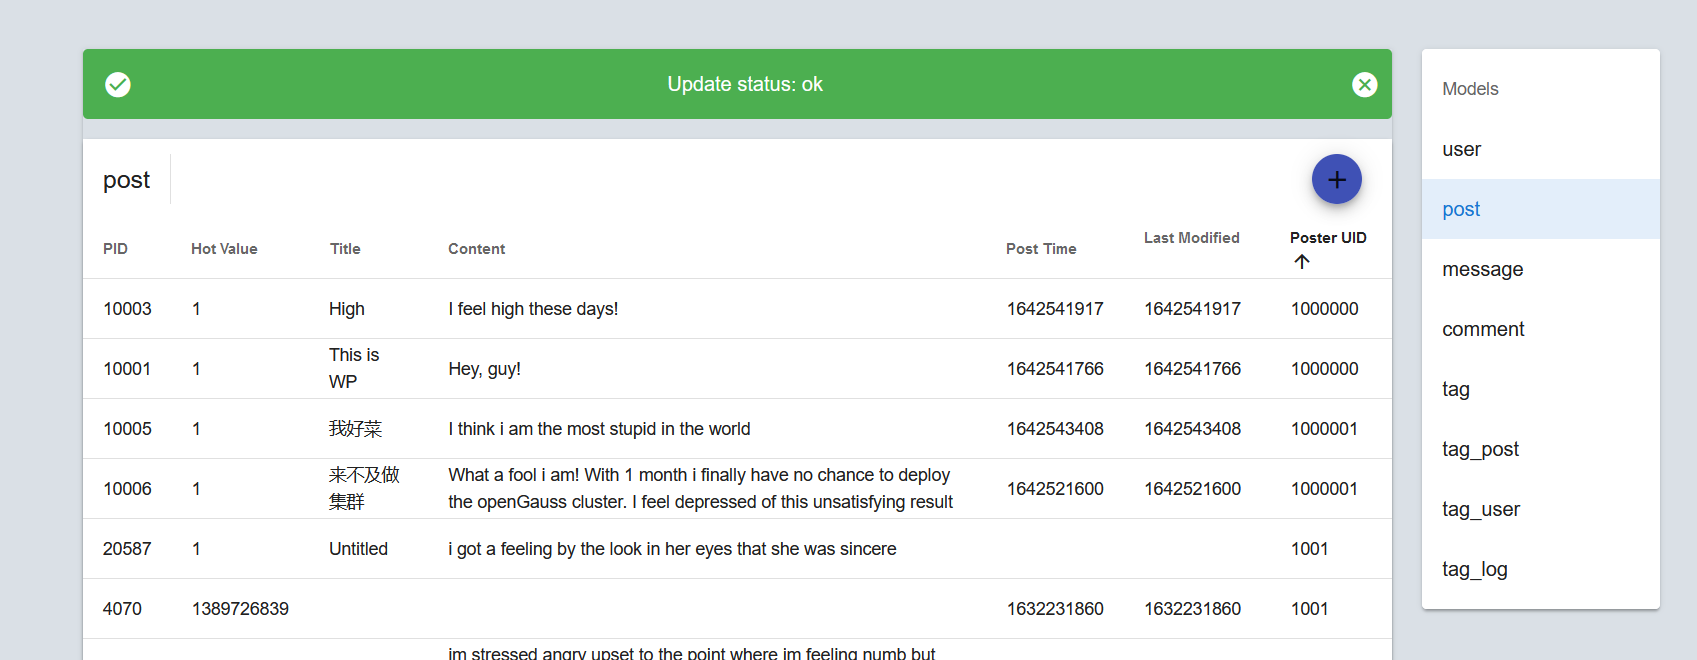 Update status: ok
Models
user
post
message
comment
tag
tag_post
tag_user
tag_log
post
PID Hot Value Title Content Post Time Last Modified Poster UID
10003 1 High I feel high these days! 1642541917 1642541917 1000000
10001 1 This is Hey, guy! 1642541766 1642541766 1000000
WP
10005 1 我好菜 I think i am the most stupid in the world 1642543408 1642543408 1000001
10006 1 来不及做 What a fool i am! With 1 month i finally have no chance to deploy 1642521600 1642521600 1000001
集群 the openGauss cluster. I feel depressed of this unsatisfying result
20587 1 Untitled i got a feeling by the look in her eyes that she was sincere 1001
4070 1389726839 1632231860 1632231860 1001
im stressed angry upset to the point where im feeling numb but